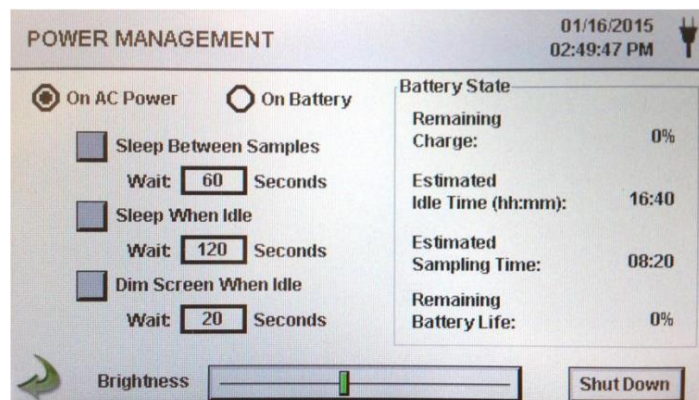 POWER MANAGEMENT
01/16/2015
02:49:47 PM
On AC Power
On Battery
Sleep Between Samples
Wait: 60 Seconds
Sleep When Idle
Wait: 120 Seconds
Dim Screen When Idle
Wait: 20 Seconds
Battery State
Remaining
Charge: 0%
Estimated
Idle Time (hh:mm): 16:40
Estimated
Sampling Time: 08:20
Remaining
Battery Life: 0%
Brightness
Shut Down